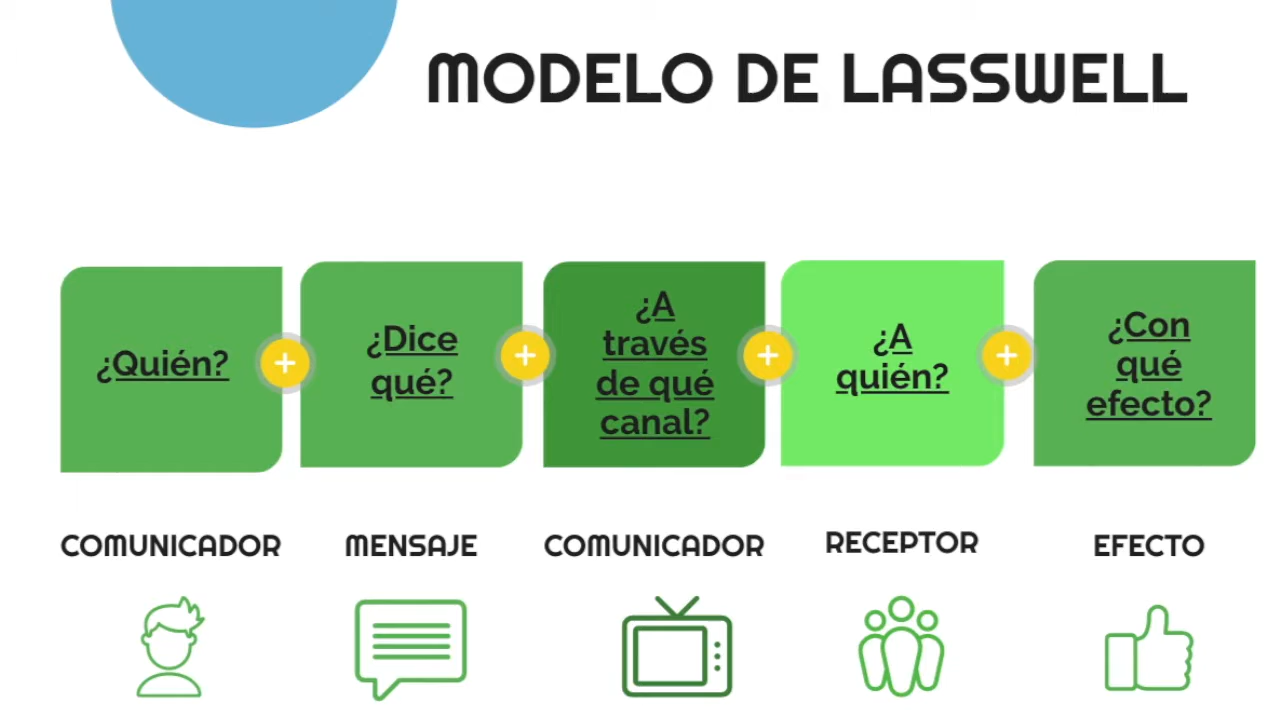 MODELO DE LASSWELL
¿Quién?
¿Dice
qué?
¿A
través
de qué
canal?
¿A
quién?
¿Con
qué
efecto?
COMUNICADOR
MENSAJE
COMUNICADOR
RECEPTOR
EFECTO